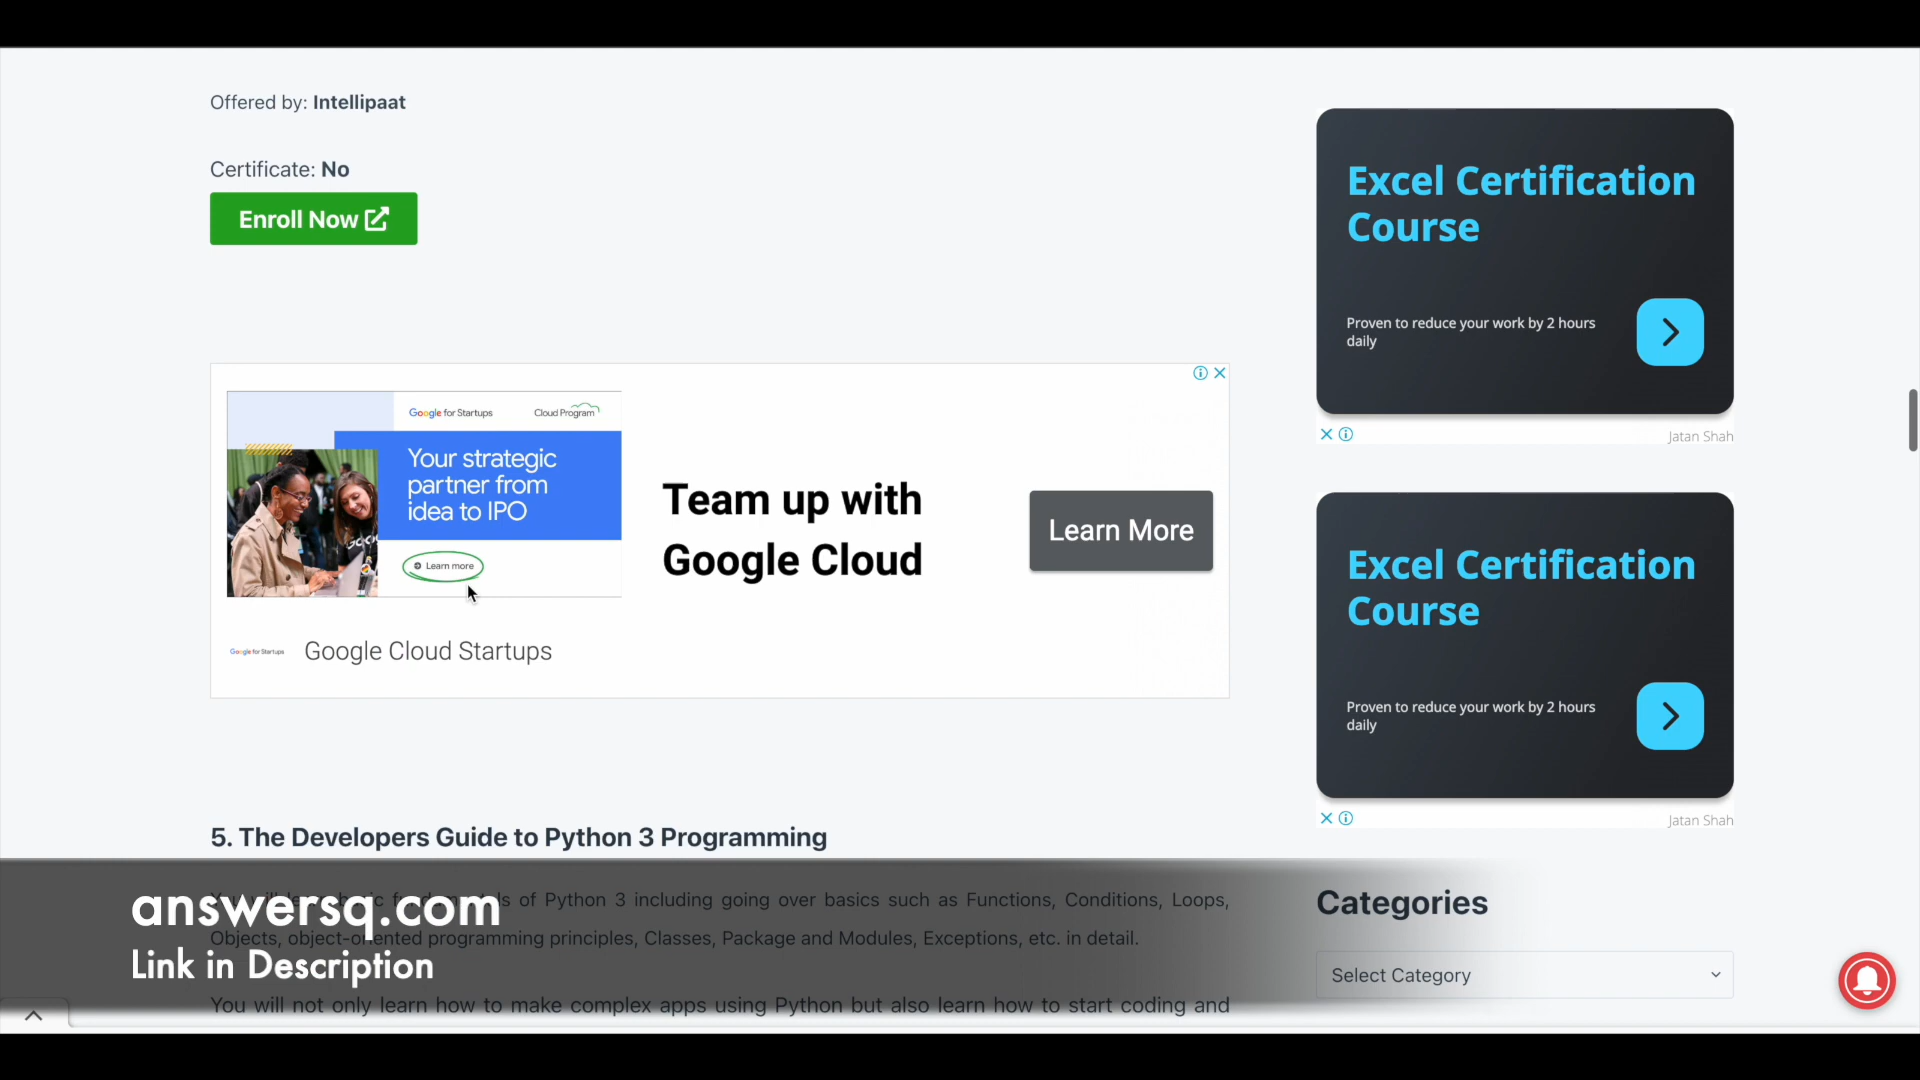 Offered by: Intellipaat
Certificate: No
Enroll Now
Google for Startups
Cloud Program
Your strategic
partner from
idea to IPO
Learn more
Team up with
Google Cloud
Learn More
Google for Startups
Google Cloud Startups
5. The Developers Guide to Python 3 Programming
of Python 3 including going over basics such as Functions, Conditions, Loops,
Objects, object-oriented programming principles, Classes, Package and Modules, Exceptions, etc. in detail.
You will not only learn how to make complex apps using Python but also learn how to start coding and
answersq.com
Link in Description
Excel Certification
Course
Proven to reduce your work by 2 hours
daily
Jatan Shah
Excel Certification
Course
Proven to reduce your work by 2 hours
daily
Jatan Shah
Categories
Select Category